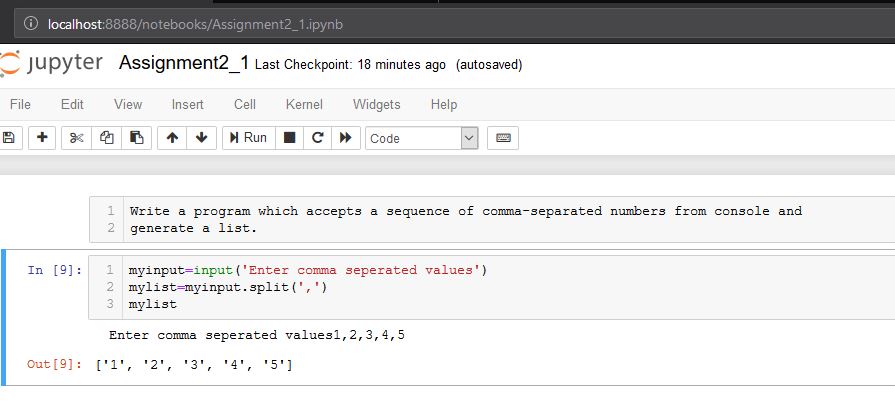 localhost:8888/notebooks/Assignment2_1.ipynb
jupyter Assignment2_1 Last Checkpoint: 18 minutes ago (autosaved)
File Edit View Insert Cell Kernel Widgets Help
Run Code
1 Write a program which accepts a sequence of comma-separated numbers from console and
2 generate a list.
In [9]: 1 myinput=input('Enter comma seperated values')
2 mylist=myinput.split(',')
3 mylist
Enter comma seperated values1,2,3,4,5
Out[9]: ['1', '2', '3', '4', '5']